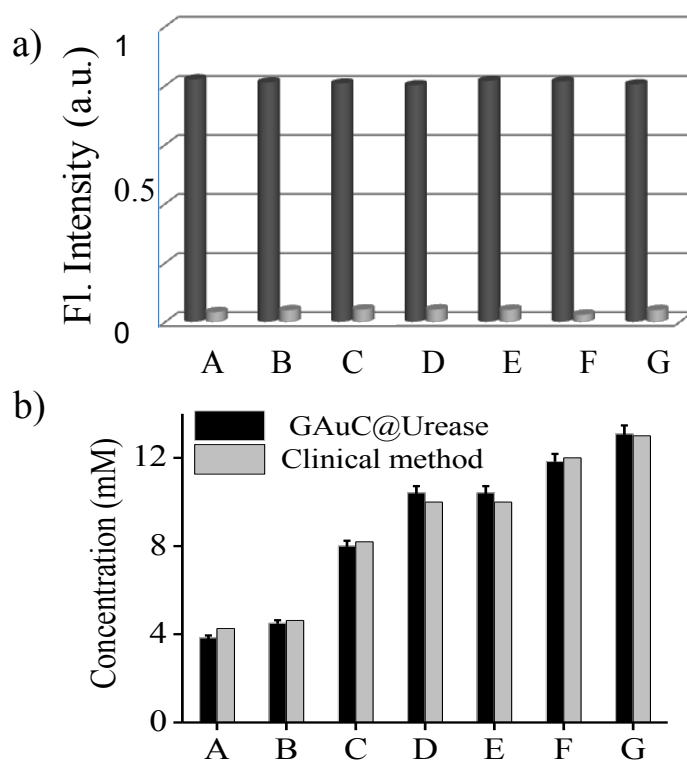 a)
Fl. Intensity (a.u.)
1
0.5
0
A B C D E F G
b)
Concentration (mM)
GAuC@Urease
Clinical method
12
8
4
0
A B C D E F G